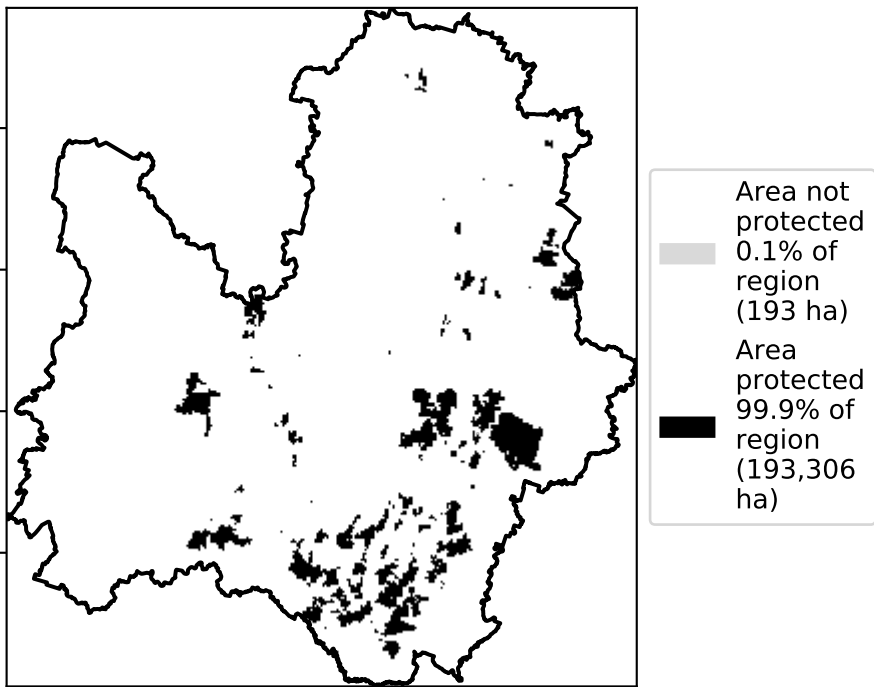 Area not
protected
0.1% of
region
(193 ha)
Area
protected
99.9% of
region
(193,306
ha)